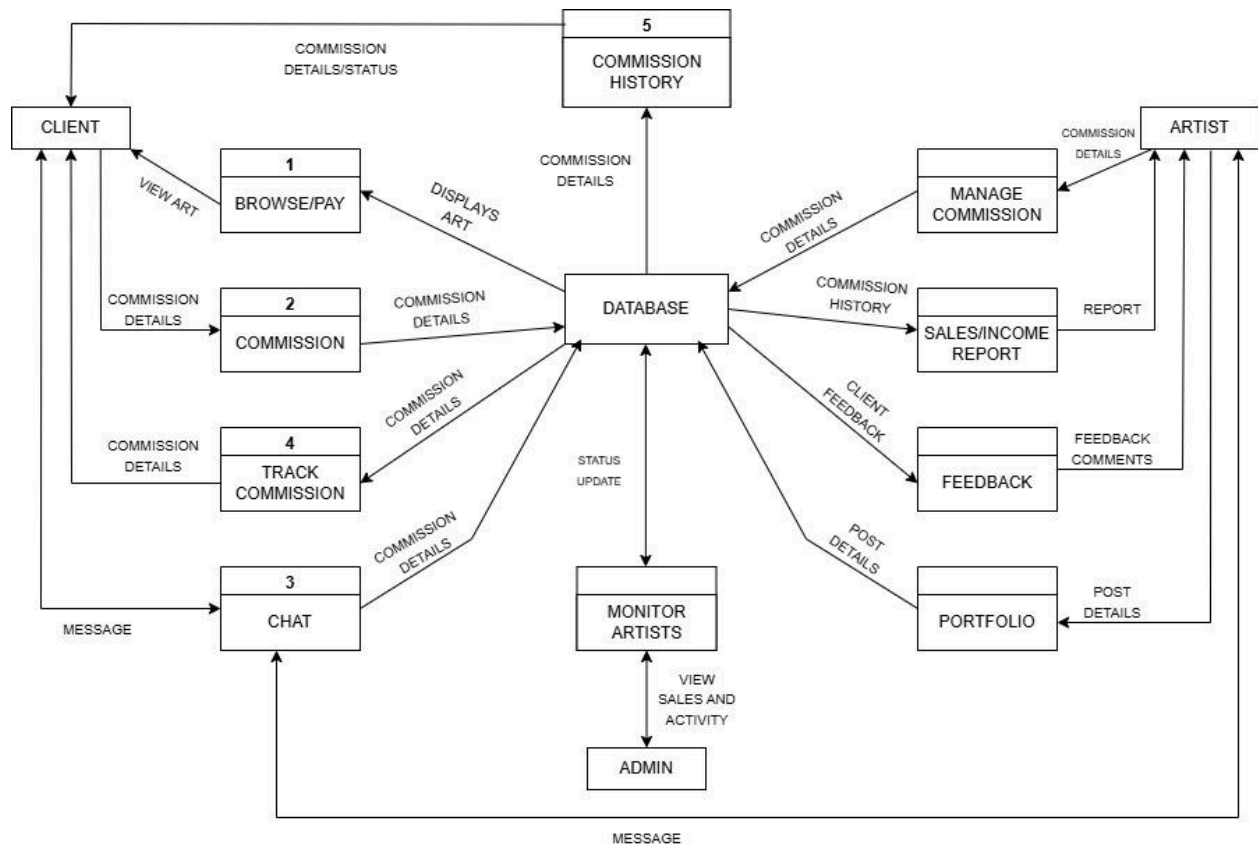 5
COMMISSION
HISTORY
COMMISSION
DETAILS/STATUS
CLIENT
ARTIST
COMMISSION
DETAILS
1
BROWSE/PAY
VIEW ART
DISPLAYS
ART
COMMISSION
DETAILS
MANAGE
COMMISSION
COMMISSION
DETAILS
COMMISSION
DETAILS
2
COMMISSION
COMMISSION
DETAILS
DATABASE
COMMISSION
HISTORY
SALES/INCOME
REPORT
REPORT
COMMISSION
DETAILS
4
TRACK
COMMISSION
COMMISSION
DETAILS
STATUS
UPDATE
CLIENT
FEEDBACK
FEEDBACK
FEEDBACK
COMMENTS
3
CHAT
MESSAGE
COMMISSION
DETAILS
MONITOR
ARTISTS
POST
DETAILS
PORTFOLIO
POST
DETAILS
VIEW
SALES AND
ACTIVITY
ADMIN
MESSAGE